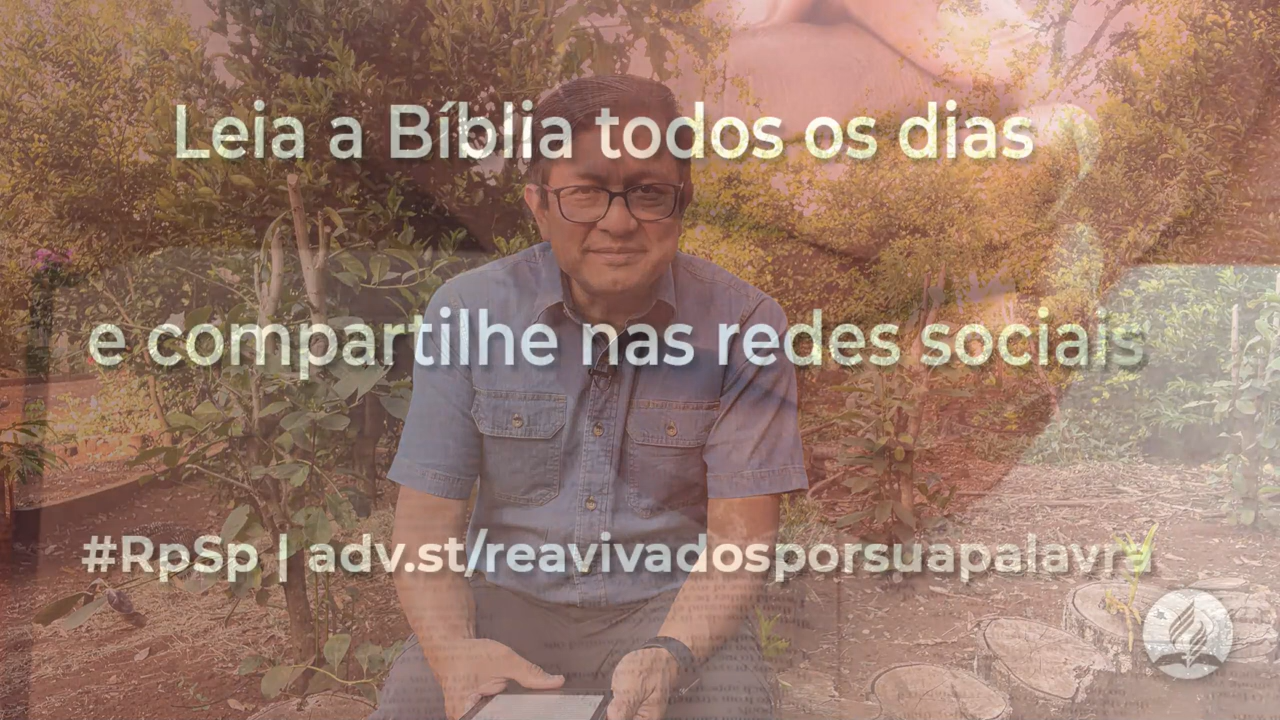 Leia a Bíblia todos os dias
e compartilhe nas redes sociais
#RpSp | adv.st/reavivadosporsuapalavra